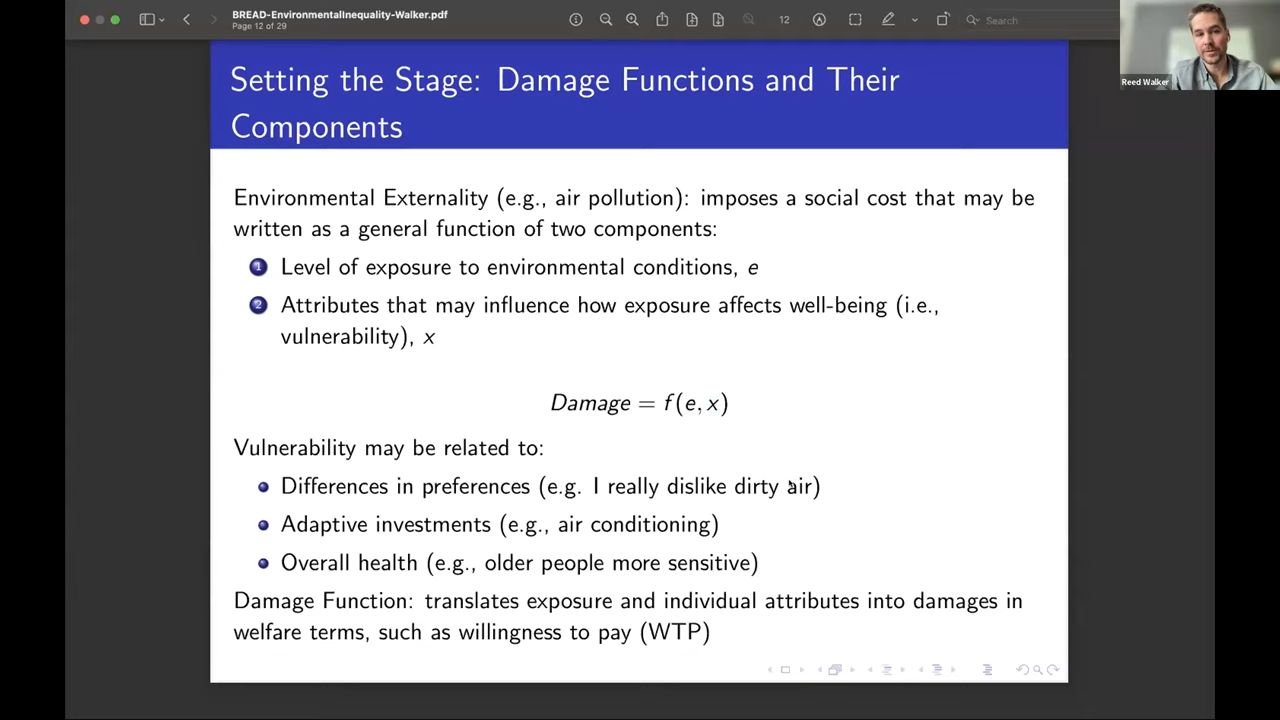 BREAD-EnvironmentalInequality-Walker.pdf
Page 12 of 29
12
Search
Reed Walker
Setting the Stage: Damage Functions and Their
Components
Environmental Externality (e.g., air pollution): imposes a social cost that may be
written as a general function of two components:
1 Level of exposure to environmental conditions, e
2 Attributes that may influence how exposure affects well-being (i.e.,
vulnerability), x
Damage = f(e, x)
Vulnerability may be related to:
Differences in preferences (e.g. I really dislike dirty air)
Adaptive investments (e.g., air conditioning)
Overall health (e.g., older people more sensitive)
Damage Function: translates exposure and individual attributes into damages in
welfare terms, such as willingness to pay (WTP)